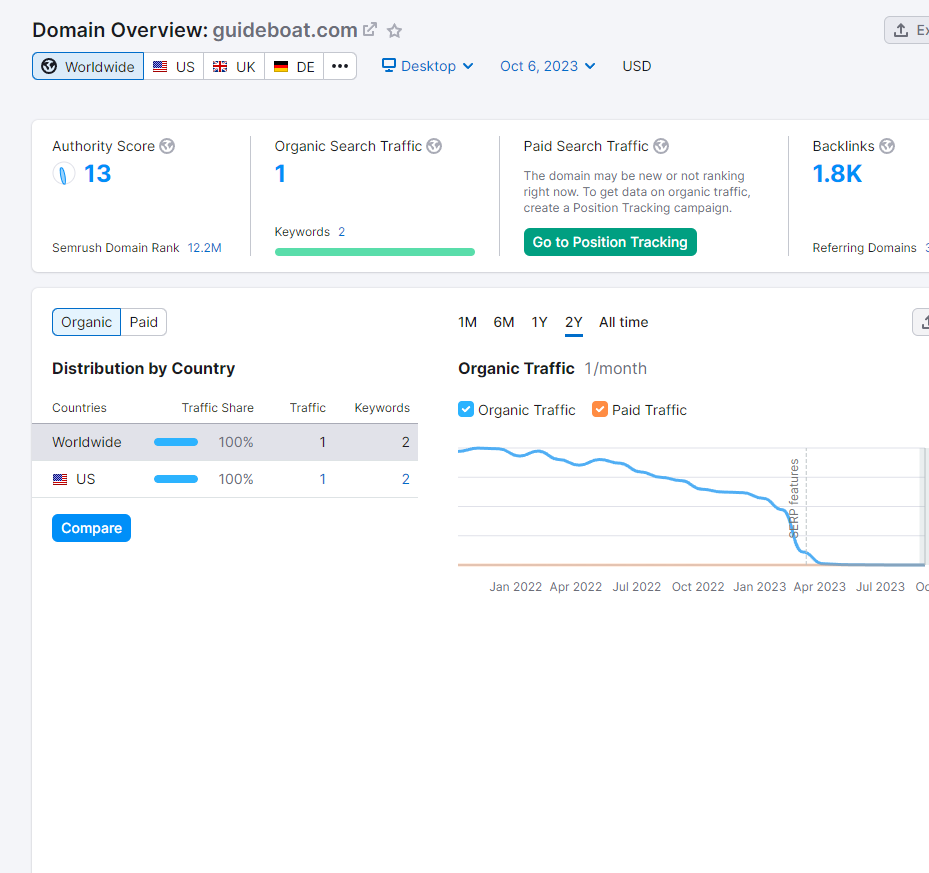 Domain Overview: guideboat.com
Ex
Worldwide US UK DE ••• Desktop Oct 6, 2023 USD
Authority Score
13
Semrush Domain Rank 12.2M
Organic Search Traffic
1
Keywords 2
Paid Search Traffic
The domain may be new or not ranking
right now. To get data on organic traffic,
create a Position Tracking campaign.
Go to Position Tracking
Backlinks
1.8K
Referring Domains
Organic Paid
Distribution by Country
Countries Traffic Share Traffic Keywords
Worldwide 100% 1 2
US 100% 1 2
Compare
1M 6M 1Y 2Y All time
Organic Traffic 1/month
Organic Traffic Paid Traffic
SERP features
Jan 2022 Apr 2022 Jul 2022 Oct 2022 Jan 2023 Apr 2023 Jul 2023 Oc